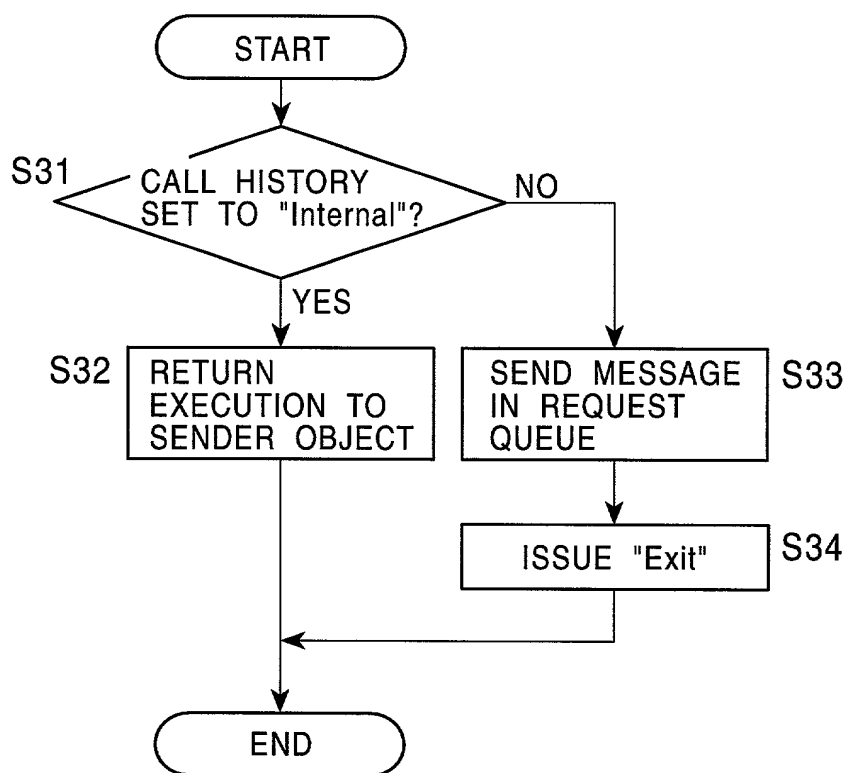 START
S31
CALL HISTORY
SET TO "Internal"?
NO
YES
S32
RETURN
EXECUTION TO
SENDER OBJECT
SEND MESSAGE
IN REQUEST
QUEUE
S33
ISSUE "Exit"
S34
END